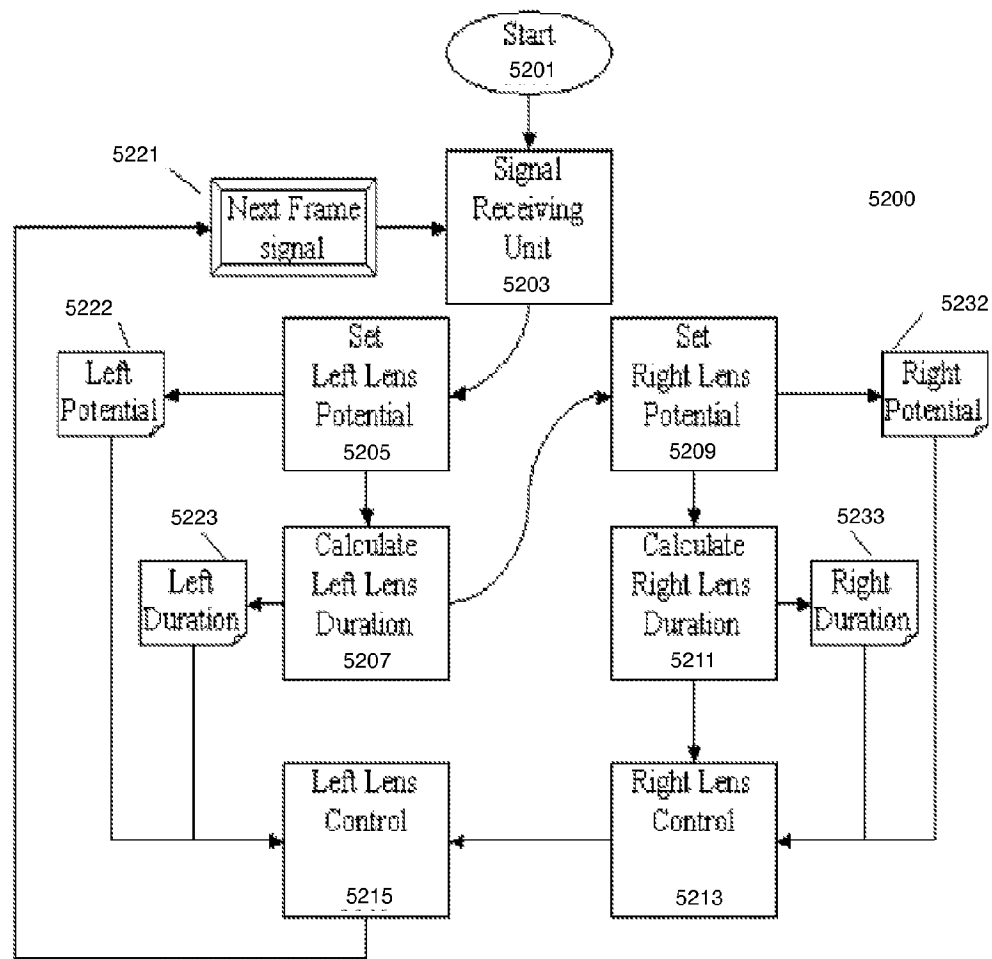 Start
5201
5221
Next Frame
signal
Signal
Receiving
Unit
5203
5200
5222
Left
Potential
Set
Left Lens
Potential
5205
Set
Right Lens
Potential
5209
5232
Right
Potential
5223
Left
Duration
Calculate
Left Lens
Duration
5207
Calculate
Right Lens
Duration
5211
5233
Right
Duration
Left Lens
Control
5215
Right Lens
Control
5213